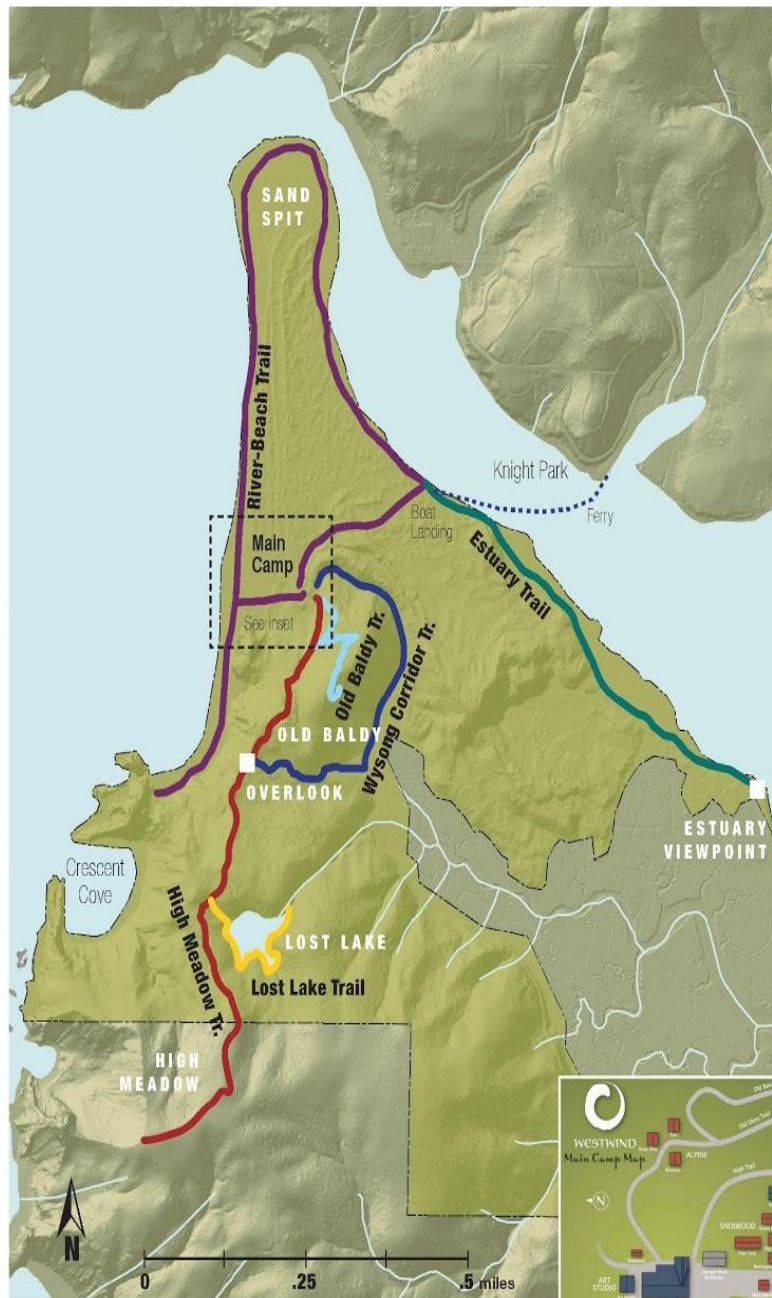 SAND
SPIT
River-Beach Trail
Knight Park
Ferry
Boat
Landing
Main
Camp
See Inset
Estuary Trail
Old Baldy Tr.
Wysong Corridor Tr.
OLD BALDY
OVERLOOK
ESTUARY
VIEWPOINT
Crescent
Cove
High Meadow Tr.
LOST LAKE
Lost Lake Trail
HIGH
MEADOW
N
0
.25
.5 miles
WESTWIND
Main Camp Map
ALPINE
High Trail
N
SHERWOOD
ART
STUDIO